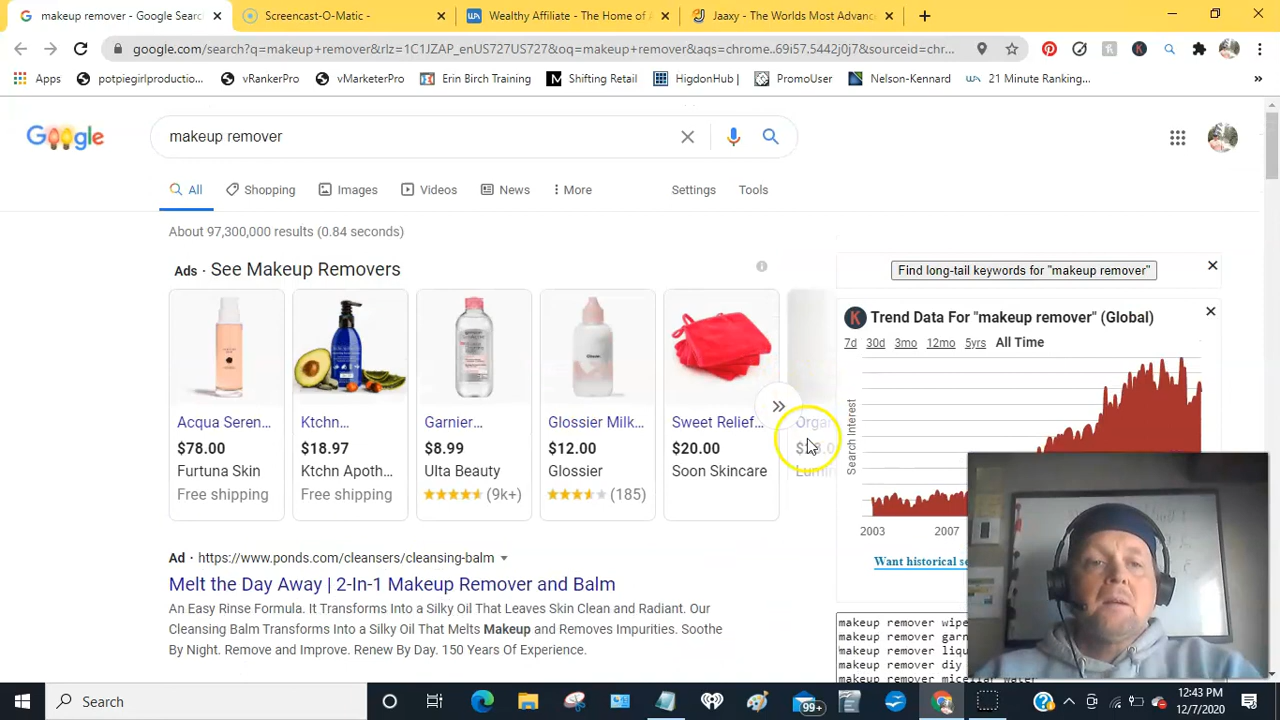 makeup remover - Google Searc
Screencast-O-Matic -
Wealthy Affiliate - The Home of A
Jaaxy - The Worlds Most Advanc
google.com/search?q=makeup+remover&rlz=1C1JZAP_enUS727US727&oq=makeup+remover&aqs=chrome..69i57.5442j0j7&sourceid=chr...
Apps
potpiegirlproductio...
vRankerPro
vMarketerPro
Erin Birch Training
Shifting Retail
HigdonHub |
PromoUser
Nelson-Kennard
21 Minute Ranking...
Google
makeup remover
All
Shopping
Images
Videos
News
More
Settings
Tools
About 97,300,000 results (0.84 seconds)
Ads · See Makeup Removers
Acqua Seren...
$78.00
Furtuna Skin
Free shipping
Ktchn...
$18.97
Ktchn Apoth...
Free shipping
Garnier...
$8.99
Ulta Beauty
(9k+)
Glossier Milk...
$12.00
Glossier
(185)
Sweet Relief...
$20.00
Soon Skincare
Orga
Lumin
Find long-tail keywords for "makeup remover"
Trend Data For "makeup remover" (Global)
7d 30d 3mo 12mo 5yrs All Time
Search Interest
2003 2007
Want historical se
makeup remover wipe
makeup remover garn
makeup remover liqu
makeup remover diy
makeup remover micellar water
Ad · https://www.ponds.com/cleansers/cleansing-balm
Melt the Day Away | 2-In-1 Makeup Remover and Balm
An Easy Rinse Formula. It Transforms Into a Silky Oil That Leaves Skin Clean and Radiant. Our
Cleansing Balm Transforms Into a Silky Oil That Melts Makeup and Removes Impurities. Soothe
By Night. Remove and Improve. Renew By Day. 150 Years Of Experience.
Search
99+
12:43 PM
12/7/2020